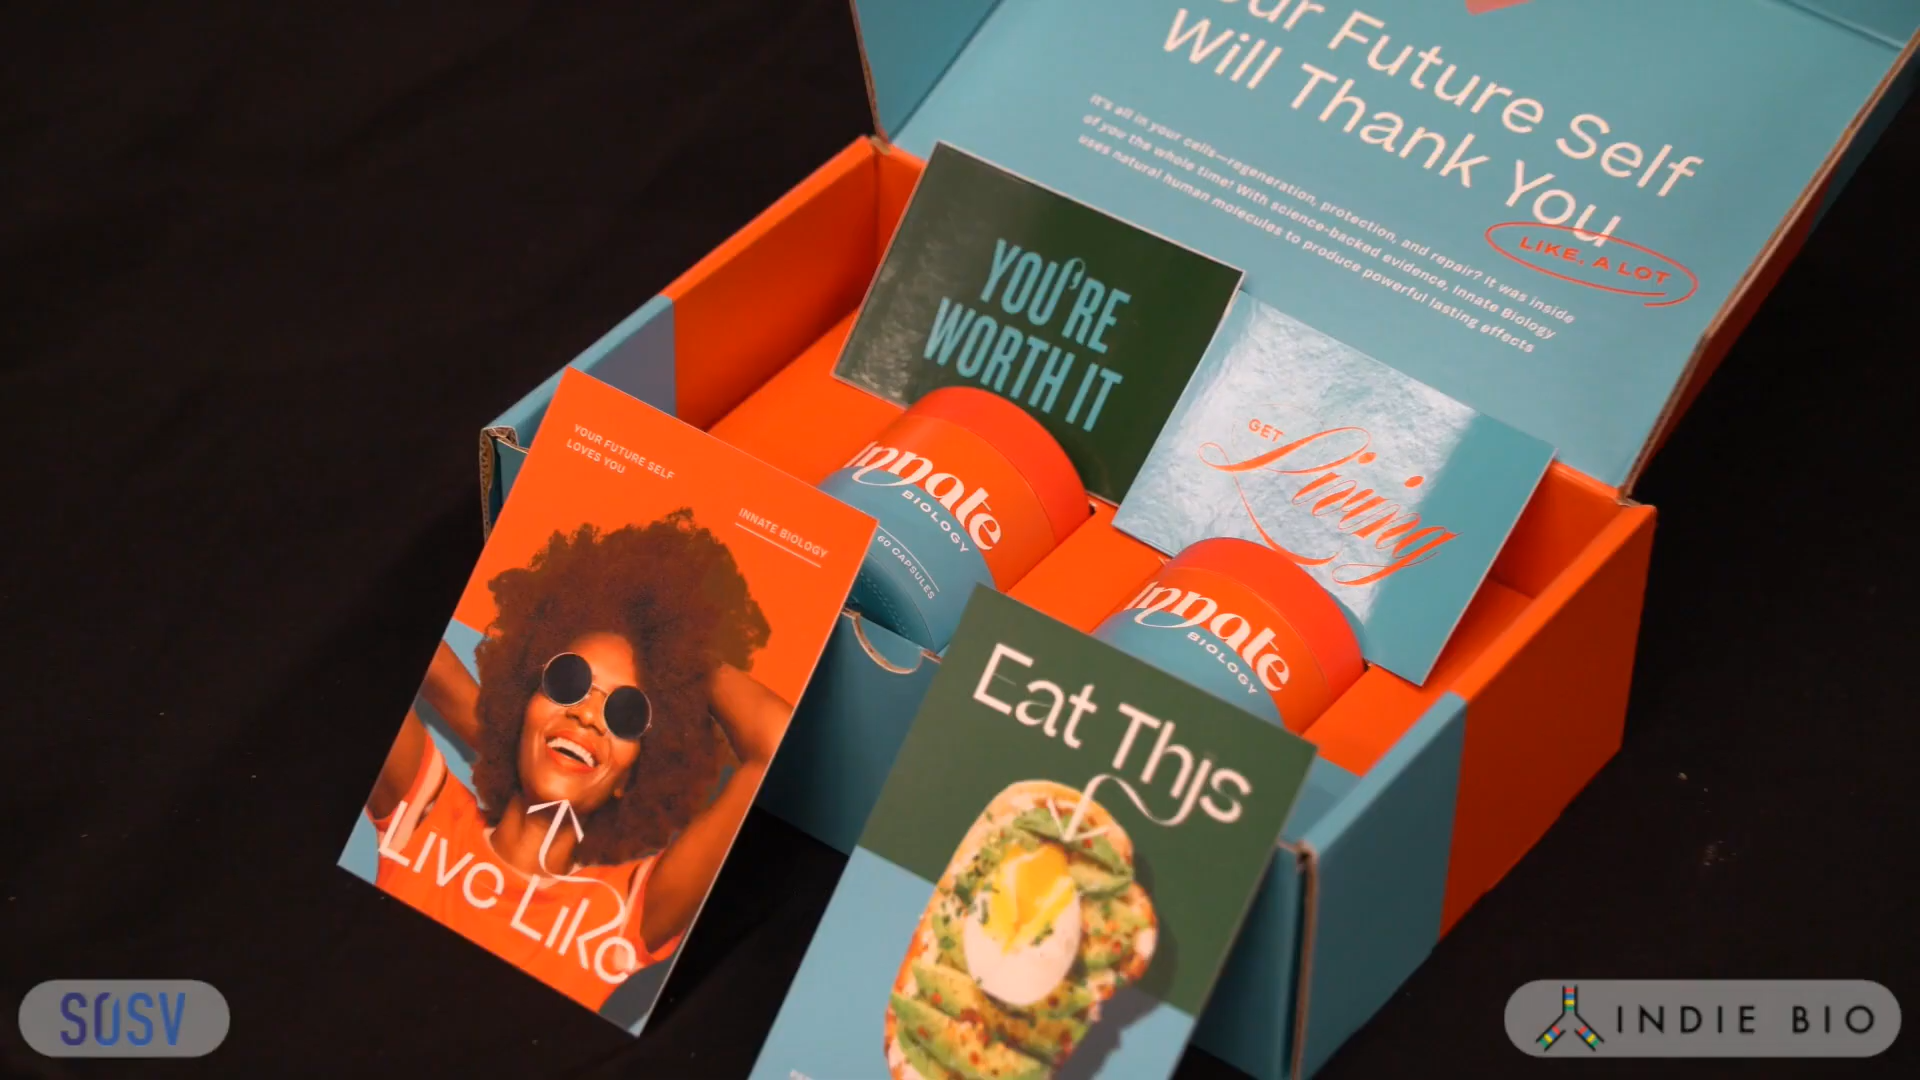 Future Self
Will Thank You
LIKE, A LOT
It's all in your cells—regeneration, protection, and repair? It was inside
of you the whole time! With science-backed evidence, Innate Biology
uses natural human molecules to produce powerful lasting effects
YOU'RE
WORTH IT
GET
Living
innate
BIOLOGY
60 CAPSULES
innate
BIOLOGY
YOUR FUTURE SELF
LOVES YOU
INNATE BIOLOGY
Live Like
Eat This
SOSV
INDIE BIO